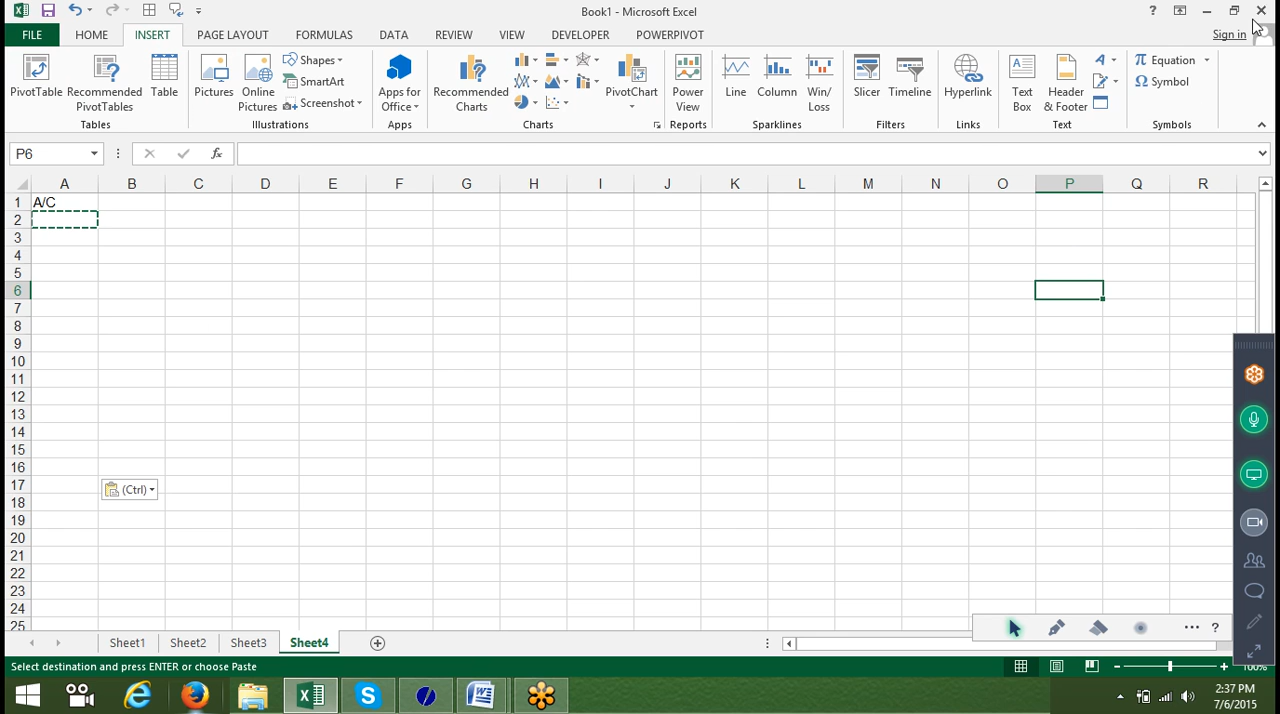 Book1 - Microsoft Excel
?
FILE HOME INSERT PAGE LAYOUT FORMULAS DATA REVIEW VIEW DEVELOPER POWERPIVOT
Sign in
PivotTable Recommended PivotTables Table
Tables
Pictures Online Pictures Shapes SmartArt Screenshot
Illustrations
Apps for Office
Apps
Recommended Charts PivotChart
Charts
Power View
Reports
Line Column Win/ Loss
Sparklines
Slicer Timeline
Filters
Hyperlink
Links
Text Box Header & Footer
Text
π Equation
Ω Symbol
Symbols
P6
fx
A B C D E F G H I J K L M N O P Q R
1 A/C
2
3
4
5
6
7
8
9
10
11
12
13
14
15
16
17 (Ctrl)
18
19
20
21
22
23
24
25
... ?
Sheet1 Sheet2 Sheet3 Sheet4
Select destination and press ENTER or choose Paste
100%
2:37 PM
7/6/2015